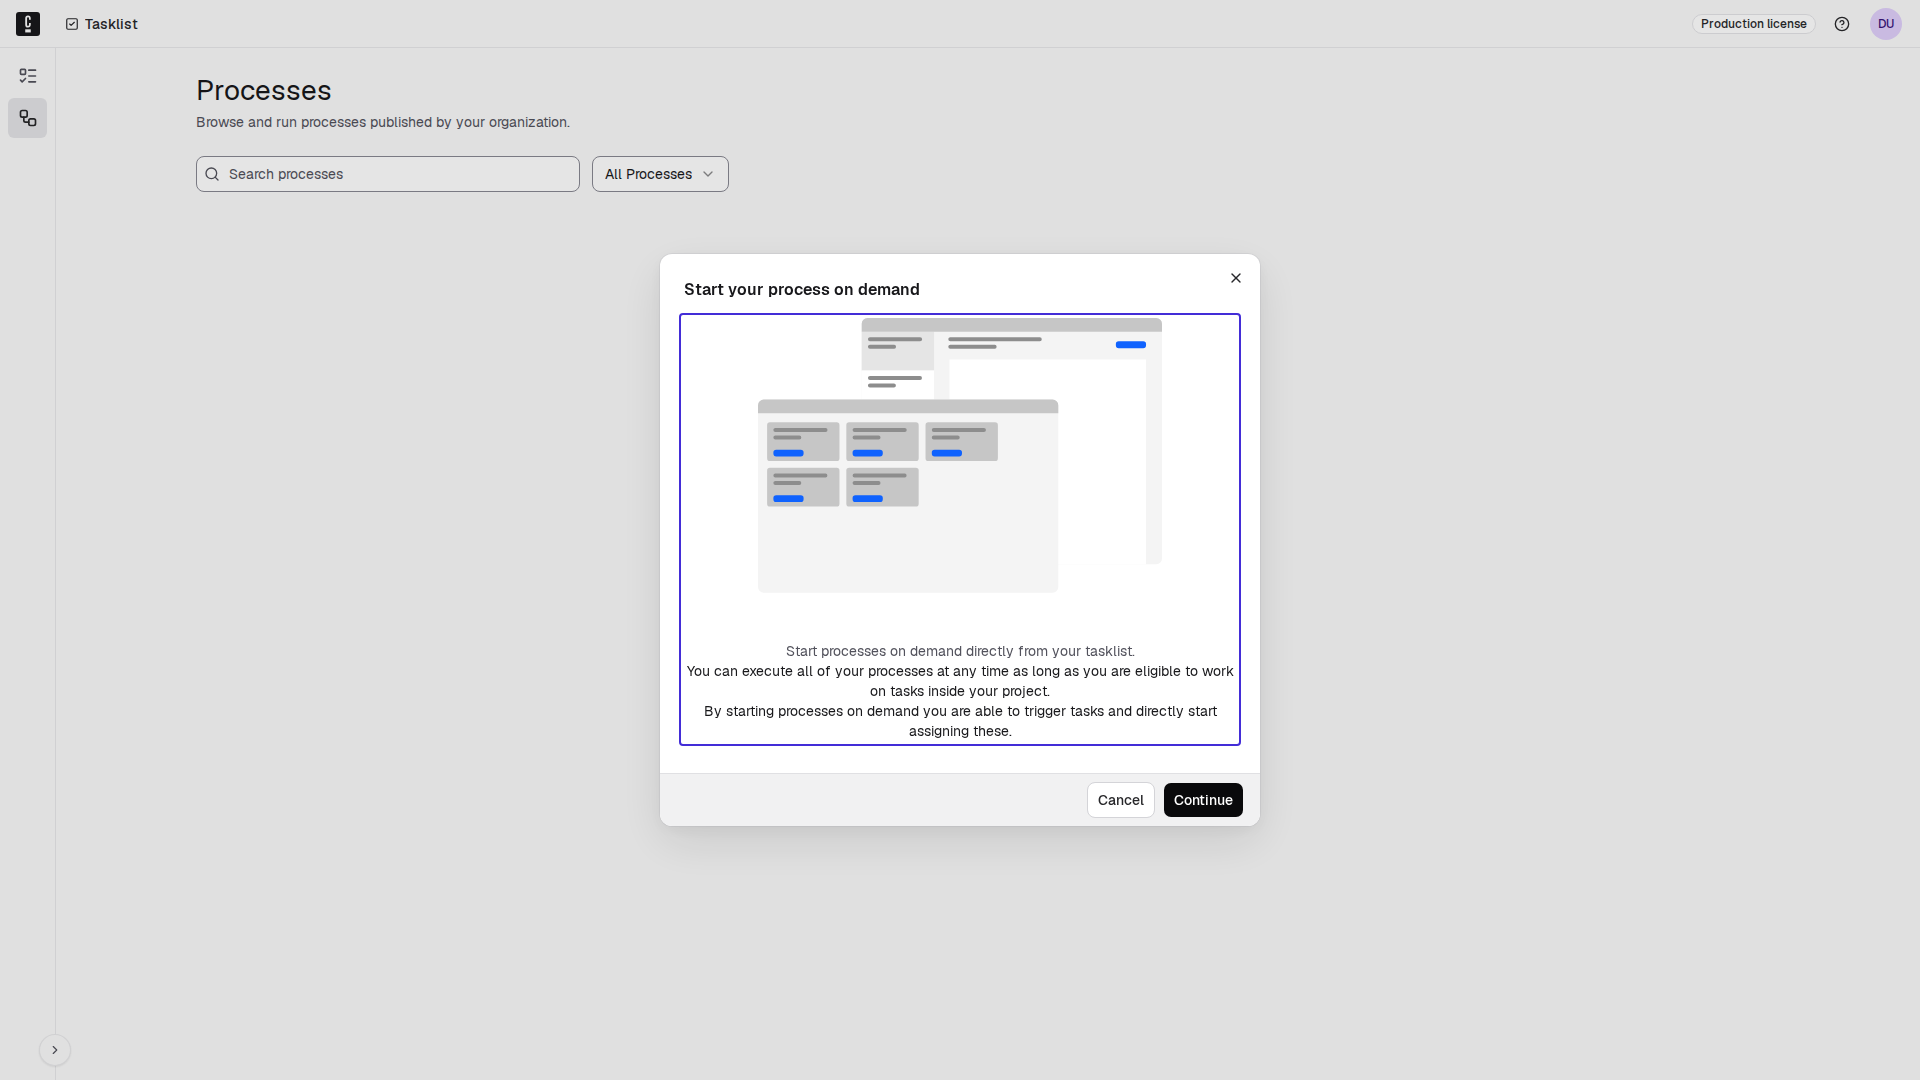 Tasklist
Production license
DU
Processes
Browse and run processes published by your organization.
Search processes
All Processes
Start your process on demand
Start processes on demand directly from your tasklist.
You can execute all of your processes at any time as long as you are eligible to work
on tasks inside your project.
By starting processes on demand you are able to trigger tasks and directly start
assigning these.
Cancel
Continue